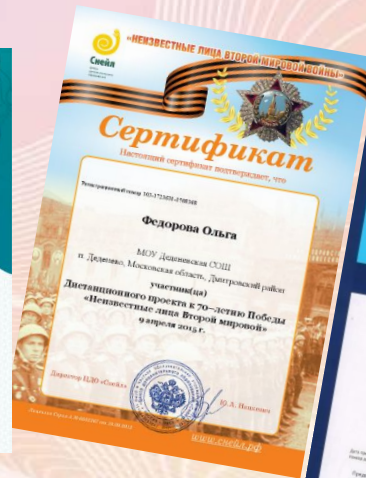 Снейл
«НЕИЗВЕСТНЫЕ ЛИЦА ВТОРОЙ МИРОВОЙ ВОЙНЫ»
Сертификат
Настоящий сертификат подтверждает, что
Регистрационный номер
Федорова Ольга
МОУ Деденевская СОШ
п. Деденево, Московская область, Дмитровский район
участник(ца)
Дистанционного проекта к 70–летию Победы
«Неизвестные лица Второй мировой»
9 апреля 2015 г.
Директор ЦДО «Снейл»
www.снейл.рф